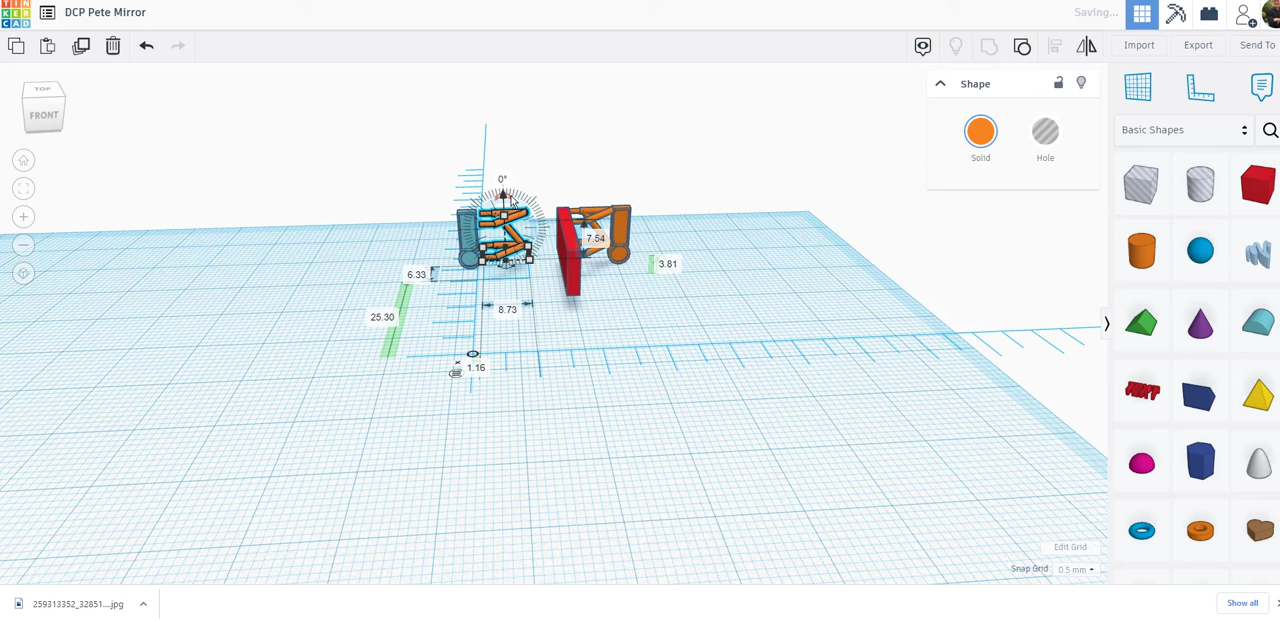 TIN
KER
CAD
DCP Pete Mirror
Saving...
Import
Export
Send To
TOP
FRONT
Shape
Solid
Hole
Basic Shapes
0°
7.54
3.81
6.33
8.73
25.30
1.16
TEXT
Edit Grid
Snap Grid
0.5 mm
259313352_32851....jpg
Show all